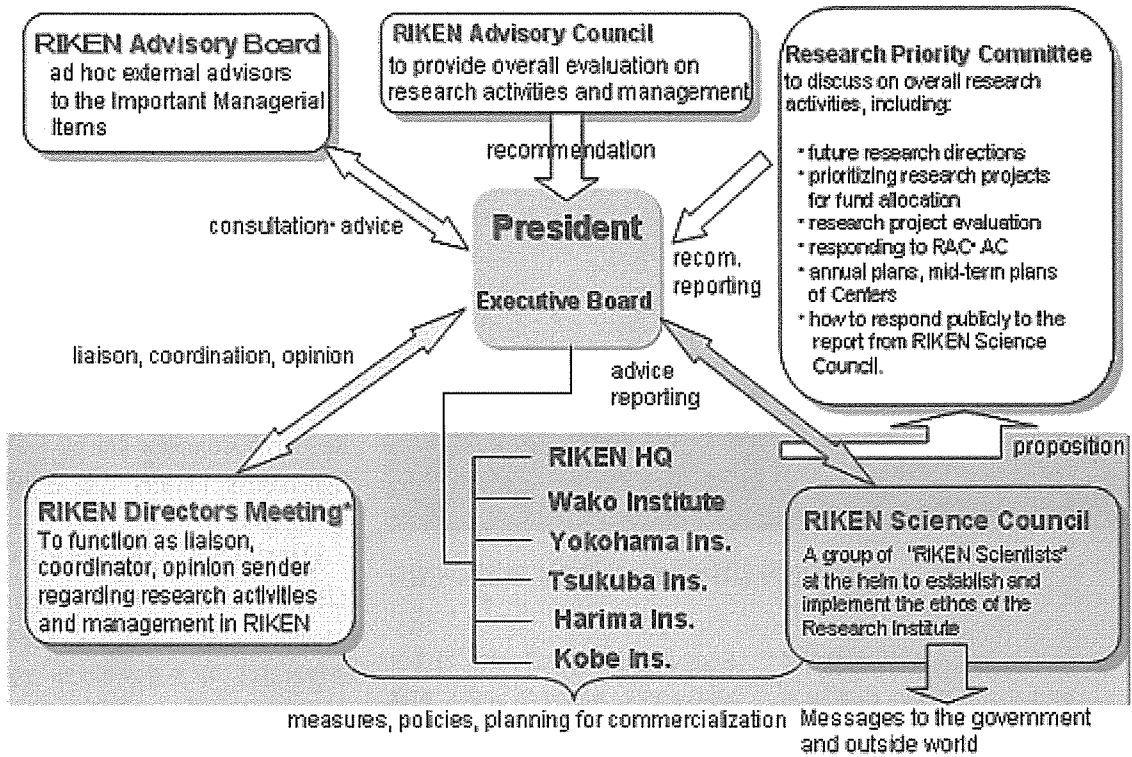 RIKEN Advisory Board
ad hoc external advisors
to the Important Managerial
Items
RIKEN Advisory Council
to provide overall evaluation on
research activities and management
Research Priority Committee
to discuss on overall research
activities, including:
• future research directions
• prioritizing research projects
for fund allocation
• research project evaluation
• responding to RAC• AC
• annual plans, mid-term plans
of Centers
• how to respond publicly to the
report from RIKEN Science
Council.
recommendation
consultation• advice
President
Executive Board
recom.
reporting
liaison, coordination, opinion
advice
reporting
proposition
RIKEN Directors Meeting*
To function as liaison,
coordinator, opinion sender
regarding research activities
and management in RIKEN
RIKEN HQ
Wako Institute
Yokohama Ins.
Tsukuba Ins.
Harima Ins.
Kobe Ins.
RIKEN Science Council
A group of "RIKEN Scientists"
at the helm to establish and
implement the ethos of the
Research Institute
measures, policies, planning for commercialization
Messages to the government
and outside world